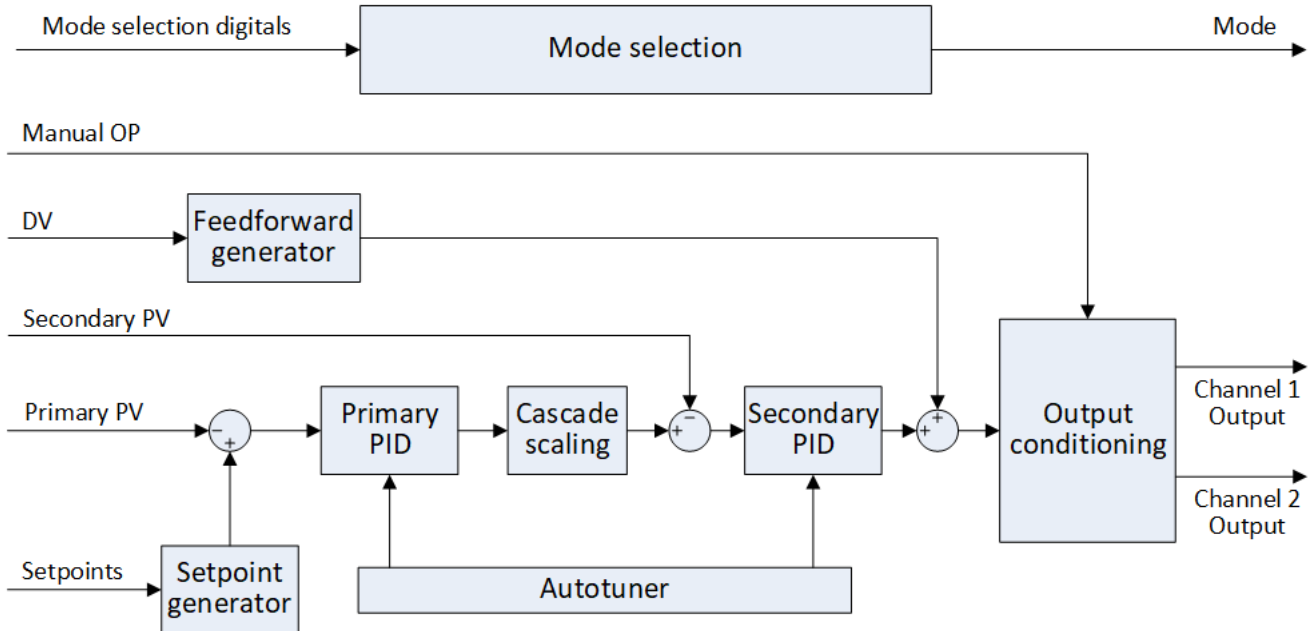 Mode selection digitals
Mode selection
Mode
Manual OP
DV
Feedforward
generator
Secondary PV
Primary PV
-
+
Primary
PID
Cascade
scaling
-
+
Secondary
PID
+
+
Output
conditioning
Channel 1
Output
Channel 2
Output
Setpoints
Setpoint
generator
Autotuner